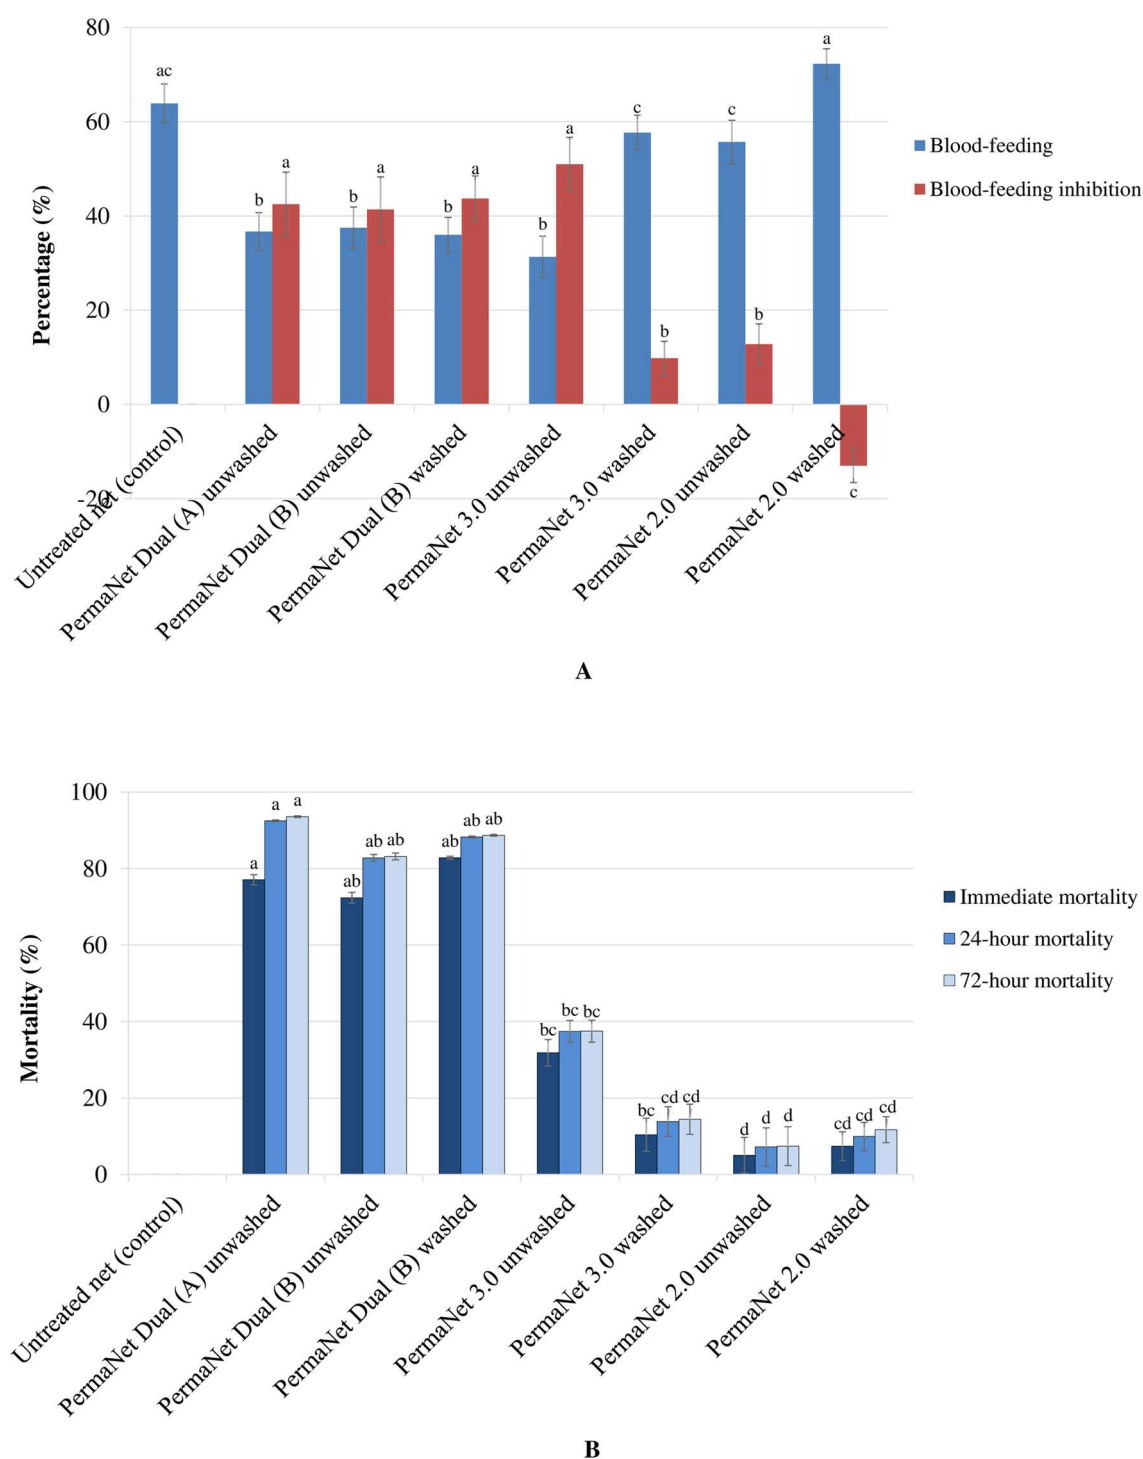 80
60
40
20
0
-20
Percentage (%)
ac
b
a
b
a
b
a
b
a
c
b
c
b
a
c
Blood-feeding
Blood-feeding inhibition
Untreated net (control)
PermaNet Dual (A) unwashed
PermaNet Dual (B) unwashed
PermaNet Dual (B) washed
PermaNet 3.0 unwashed
PermaNet 3.0 washed
PermaNet 2.0 unwashed
PermaNet 2.0 washed
A
100
80
60
40
20
0
Mortality (%)
a
a
a
ab
ab
ab
ab
ab
ab
bc
bc
bc
bc
cd
cd
d
d
d
cd
cd
cd
Immediate mortality
24-hour mortality
72-hour mortality
Untreated net (control)
PermaNet Dual (A) unwashed
PermaNet Dual (B) unwashed
PermaNet Dual (B) washed
PermaNet 3.0 unwashed
PermaNet 3.0 washed
PermaNet 2.0 unwashed
PermaNet 2.0 washed
B